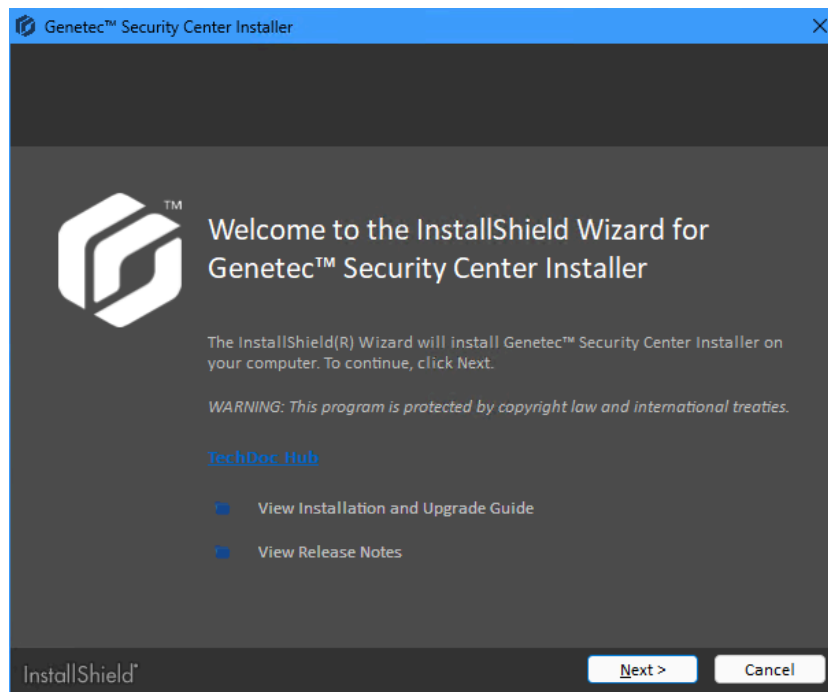 Genetec™ Security Center Installer
TM
Welcome to the InstallShield Wizard for
Genetec™ Security Center Installer
The InstallShield(R) Wizard will install Genetec™ Security Center Installer on
your computer. To continue, click Next.
WARNING: This program is protected by copyright law and international treaties.
TechDoc Hub
View Installation and Upgrade Guide
View Release Notes
InstallShield®
Next >
Cancel